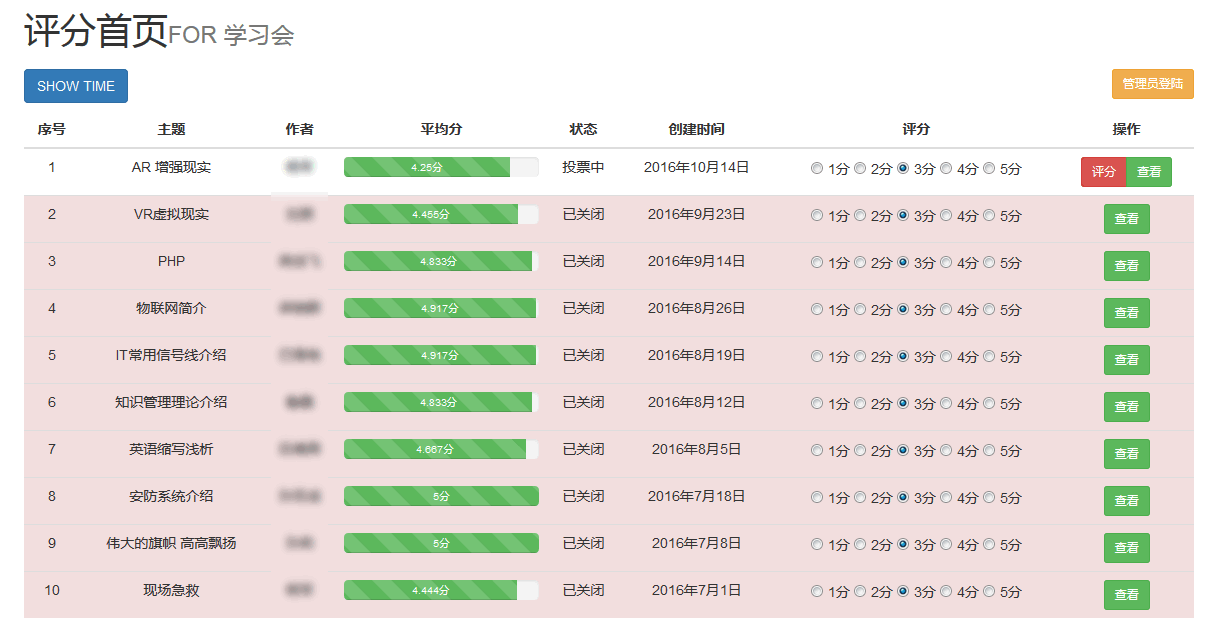 评分首页FOR 学习会
SHOW TIME 管理员登陆
序号 主题 作者 平均分 状态 创建时间 评分 操作
1 AR 增强现实 4.25分 投票中 2016年10月14日 1分 2分 3分 4分 5分 评分 查看
2 VR虚拟现实 4.455分 已关闭 2016年9月23日 1分 2分 3分 4分 5分 查看
3 PHP 4.833分 已关闭 2016年9月14日 1分 2分 3分 4分 5分 查看
4 物联网简介 4.917分 已关闭 2016年8月26日 1分 2分 3分 4分 5分 查看
5 IT常用信号线介绍 4.917分 已关闭 2016年8月19日 1分 2分 3分 4分 5分 查看
6 知识管理理论介绍 4.833分 已关闭 2016年8月12日 1分 2分 3分 4分 5分 查看
7 英语缩写浅析 4.667分 已关闭 2016年8月5日 1分 2分 3分 4分 5分 查看
8 安防系统介绍 5分 已关闭 2016年7月18日 1分 2分 3分 4分 5分 查看
9 伟大的旗帜 高高飘扬 5分 已关闭 2016年7月8日 1分 2分 3分 4分 5分 查看
10 现场急救 4.444分 已关闭 2016年7月1日 1分 2分 3分 4分 5分 查看